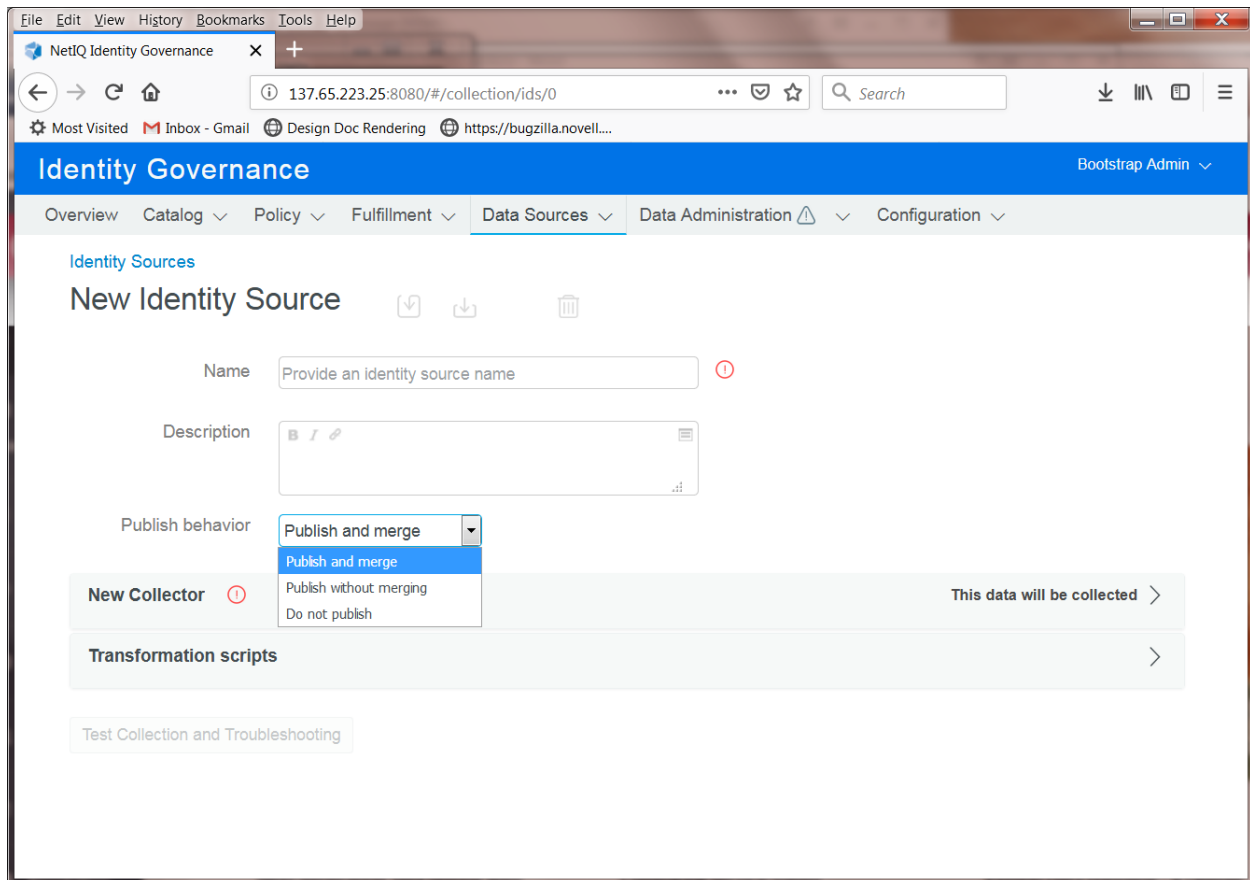 File Edit View History Bookmarks Tools Help
NetIQ Identity Governance
137.65.223.25:8080/#/collection/ids/0
Search
Most Visited Inbox - Gmail Design Doc Rendering https://bugzilla.novell....
Identity Governance
Bootstrap Admin
Overview Catalog Policy Fulfillment Data Sources Data Administration Configuration
Identity Sources
New Identity Source
Name
Provide an identity source name
Description
B I
Publish behavior
Publish and merge
Publish and merge
Publish without merging
Do not publish
New Collector
This data will be collected
Transformation scripts
Test Collection and Troubleshooting